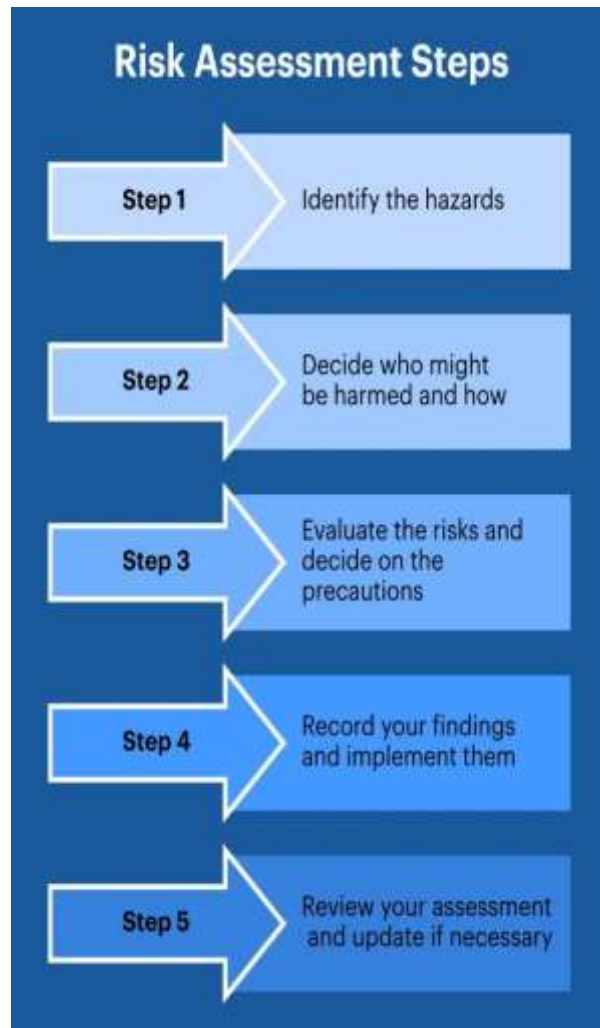 Risk Assessment Steps
Step 1
Identify the hazards
Step 2
Decide who might
be harmed and how
Step 3
Evaluate the risks and
decide on the
precautions
Step 4
Record your findings
and implement them
Step 5
Review your assessment
and update if necessary